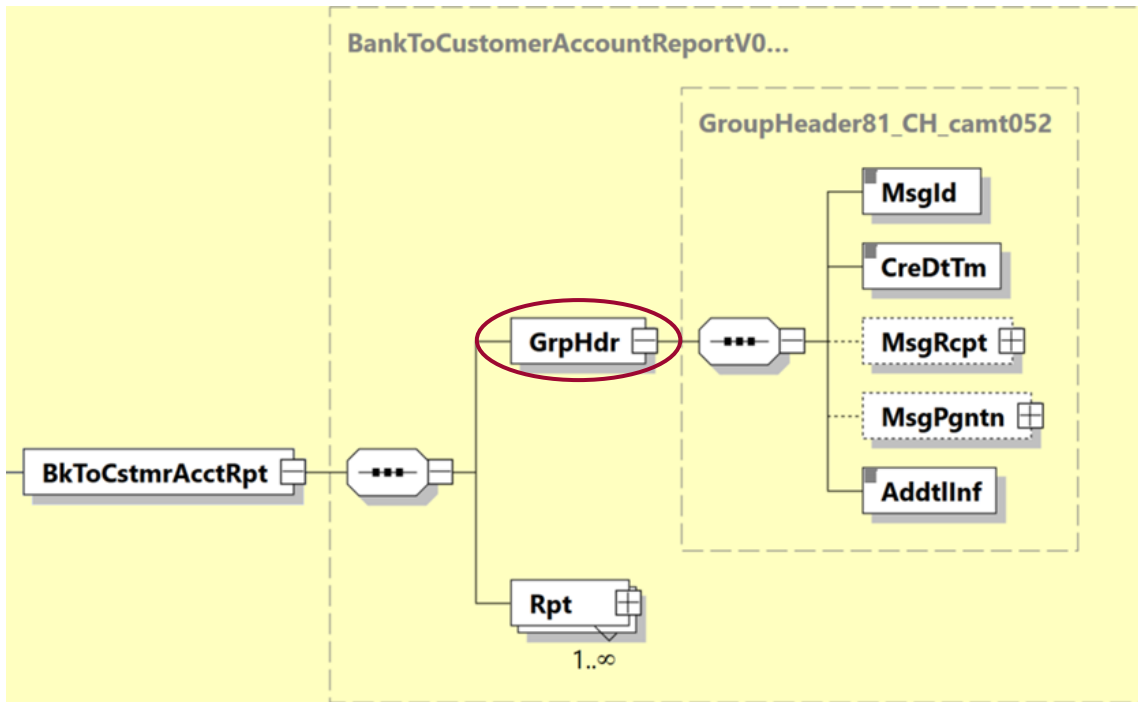 BankToCustomerAccountReportV0...
GroupHeader81_CH_camt052
MsgId
CreDtTm
GrpHdr
MsgRcpt
MsgPgntn
BkToCstmrAcctRpt
AddtlInf
Rpt
1..∞